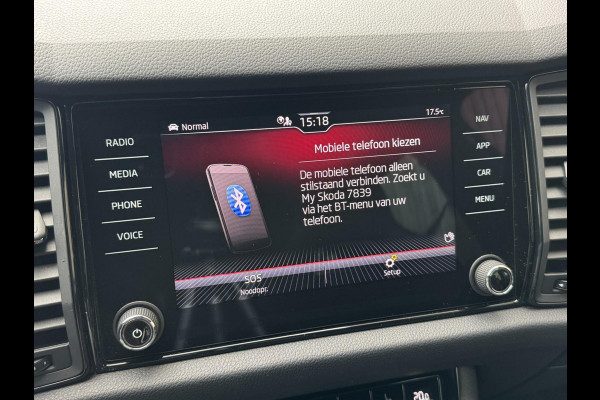 Normal
15:18
17.5°C
RADIO
MEDIA
PHONE
VOICE
NAV
APP
CAR
MENU
Mobiele telefoon kiezen
De mobiele telefoon alleen
stilstaand verbinden. Zoekt u
My Skoda 7839
via het BT-menu van uw
telefoon.
SOS
Noodopr.
Setup